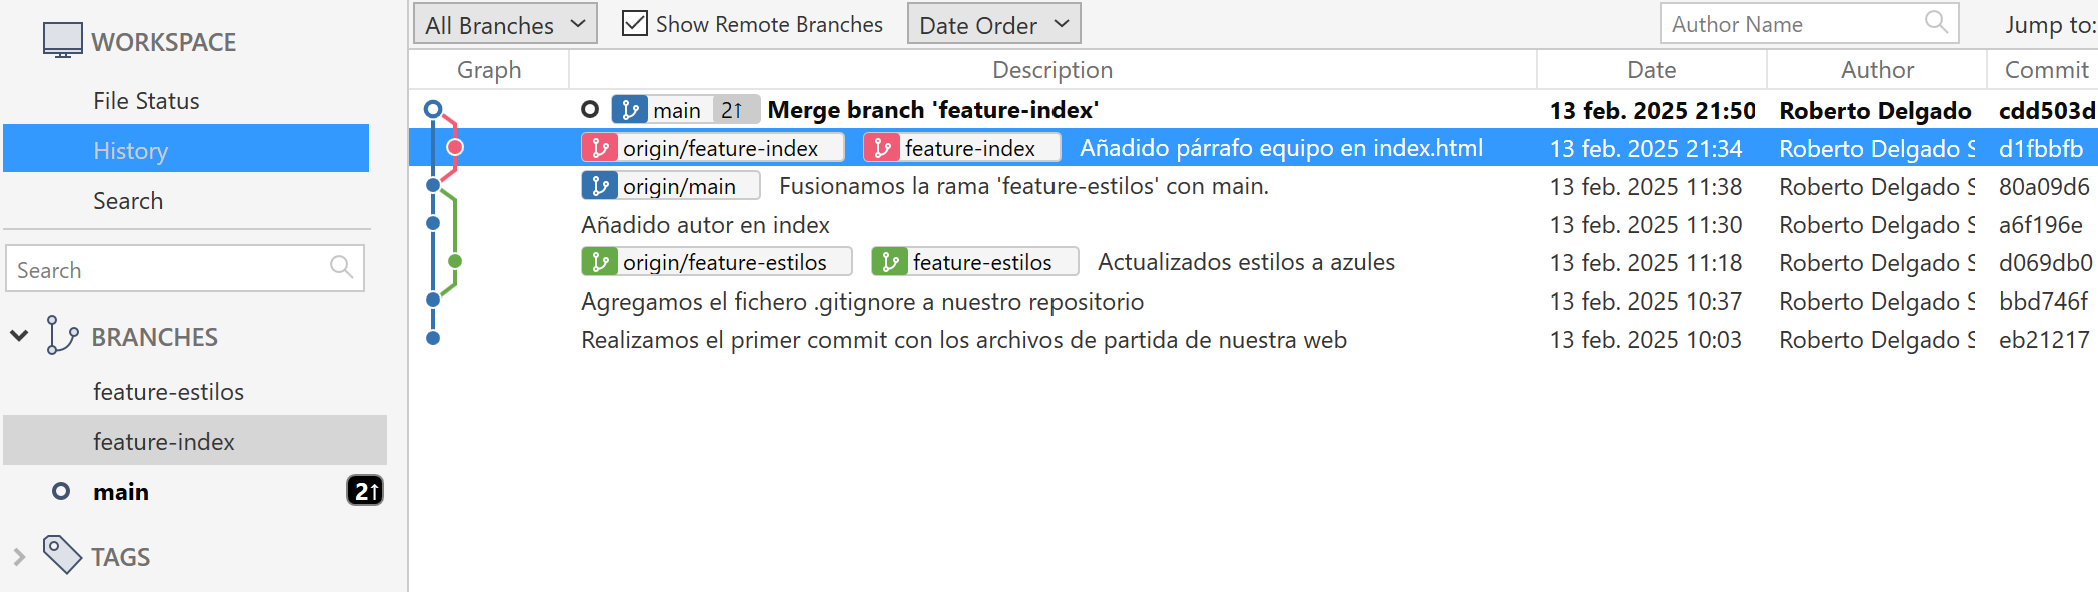 WORKSPACE
File Status
History
Search
Search
BRANCHES
feature-estilos
feature-index
main 2↑
TAGS
All Branches Show Remote Branches Date Order Author Name Jump to:
Graph Description Date Author Commit
main 2↑ Merge branch 'feature-index' 13 feb. 2025 21:50 Roberto Delgado cdd503d
origin/feature-index feature-index Añadido párrafo equipo en index.html 13 feb. 2025 21:34 Roberto Delgado S d1fbbfb
origin/main Fusionamos la rama 'feature-estilos' con main. 13 feb. 2025 11:38 Roberto Delgado S 80a09d6
Añadido autor en index 13 feb. 2025 11:30 Roberto Delgado S a6f196e
origin/feature-estilos feature-estilos Actualizados estilos a azules 13 feb. 2025 11:18 Roberto Delgado S d069db0
Agregamos el fichero .gitignore a nuestro repositorio 13 feb. 2025 10:37 Roberto Delgado S bbd746f
Realizamos el primer commit con los archivos de partida de nuestra web 13 feb. 2025 10:03 Roberto Delgado S eb21217